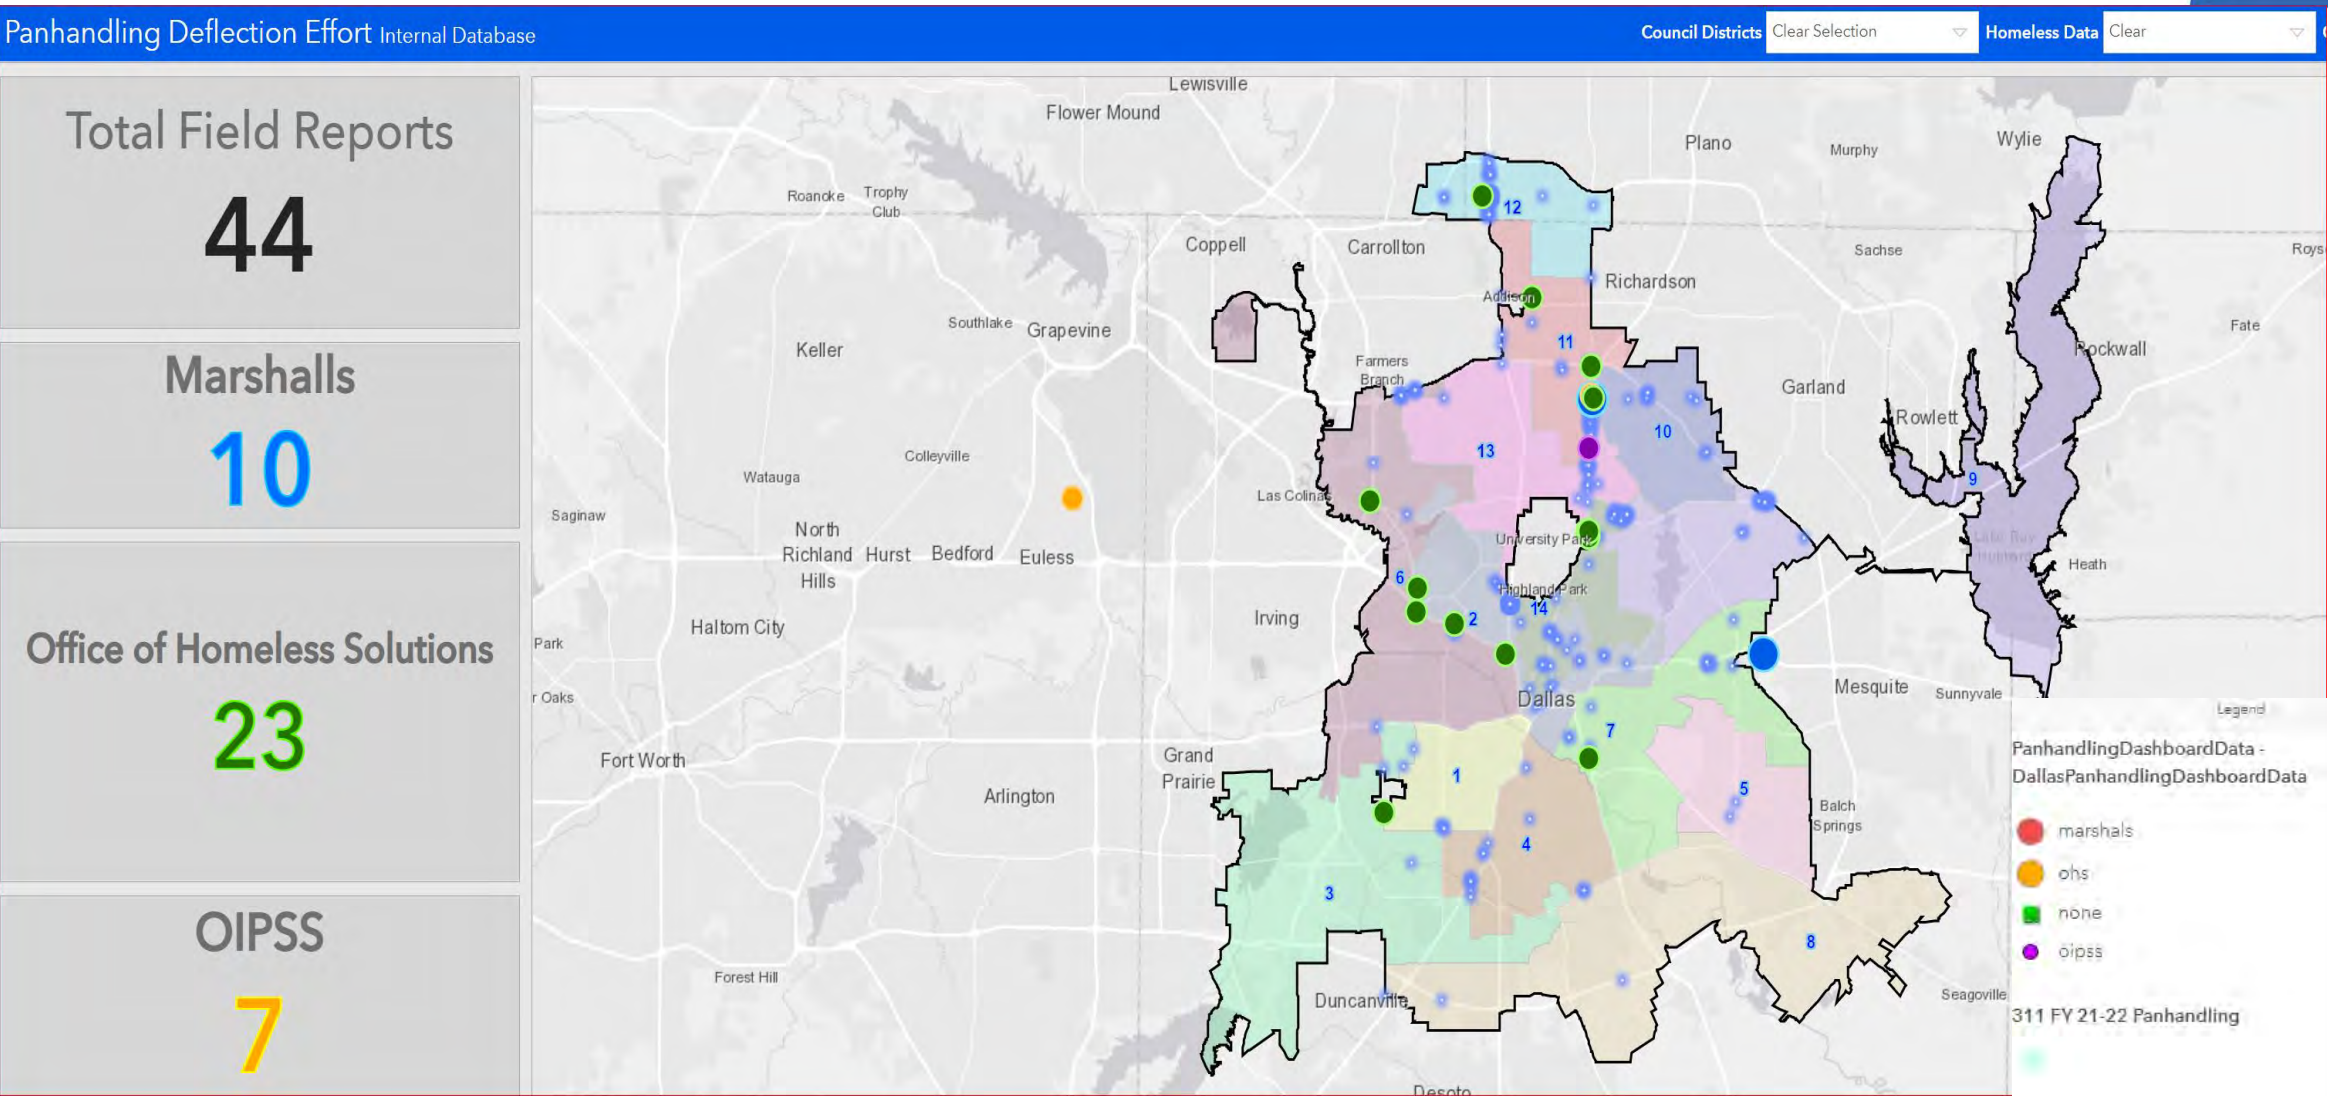 Panhandling Deflection Effort Internal Database
Council Districts Clear Selection Homeless Data Clear
Total Field Reports
44
Marshalls
10
Office of Homeless Solutions
23
OIPSS
7
Lewisville
Flower Mound
Plano
Murphy
Wylie
Roanoke
Trophy
Club
12
Coppell
Carrollton
Sachse
Roys
Richardson
Addison
Southlake
Grapevine
Fate
Keller
11
Rockwall
Farmers
Branch
Garland
Rowlett
10
13
Colleyville
Watauga
9
Las Colinas
Saginaw
North
Richland
Hills
Hurst
Bedford
Euless
University Park
Lake Ray
Hubbard
Heath
6
Highland Park
14
Irving
2
Haltom City
Park
Mesquite
Sunnyvale
r Oaks
Dallas
7
Fort Worth
Grand
Prairie
1
5
Arlington
Balch
Springs
4
3
8
Forest Hill
Duncanville
Seagoville
Desoto
Legend
PanhandlingDashboardData -
DallasPanhandlingDashboardData
marshals
ohs
none
oipss
311 FY 21-22 Panhandling